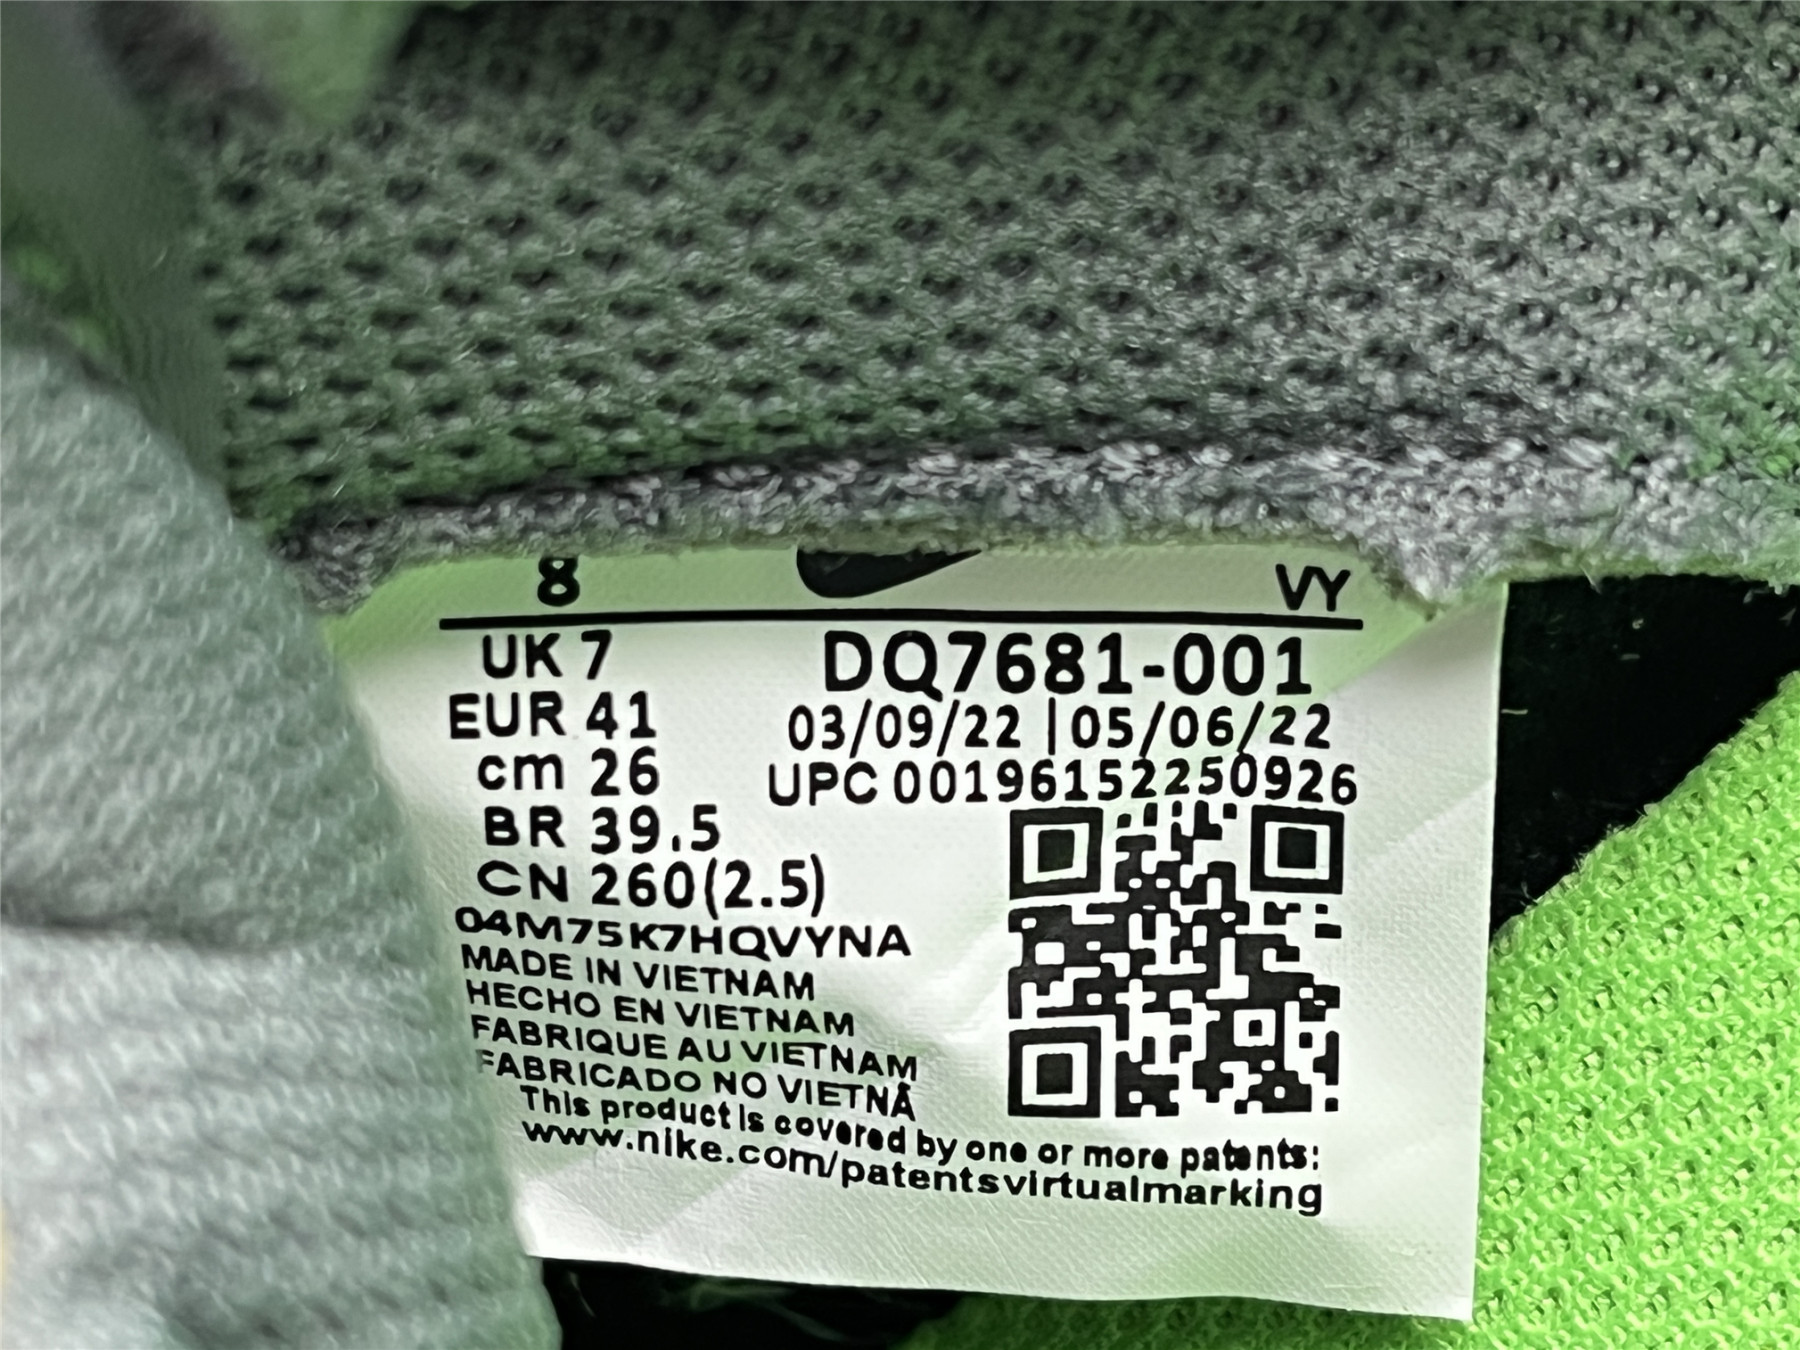 8 VY
UK 7 DQ7681-001
EUR 41 03/09/22 | 05/06/22
cm 26 UPC 00196152250926
BR 39.5
CN 260(2.5)
04M75K7HQVYNA
MADE IN VIETNAM
HECHO EN VIETNAM
FABRIQUE AU VIETNAM
FABRICADO NO VIETNÃ
This product is covered by one or more patents:
www.nike.com/patentsvirtualmarking